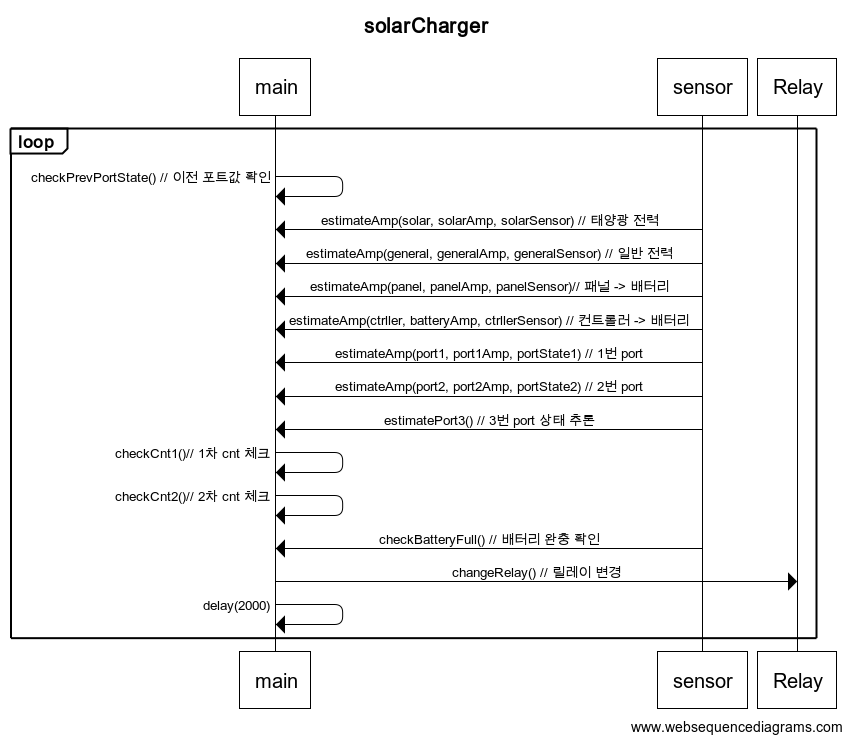 solarCharger
main
sensor
Relay
loop
checkPrevPortState() // 이전 포트값 확인
estimateAmp(solar, solarAmp, solarSensor) // 태양광 전력
estimateAmp(general, generalAmp, generalSensor) // 일반 전력
estimateAmp(panel, panelAmp, panelSensor)// 패널 -> 배터리
estimateAmp(ctrller, batteryAmp, ctrllerSensor) // 컨트롤러 -> 배터리
estimateAmp(port1, port1Amp, portState1) // 1번 port
estimateAmp(port2, port2Amp, portState2) // 2번 port
estimatePort3() // 3번 port 상태 추론
checkCnt1()// 1차 cnt 체크
checkCnt2()// 2차 cnt 체크
checkBatteryFull() // 배터리 완충 확인
changeRelay() // 릴레이 변경
delay(2000)
main
sensor
Relay
www.websequencediagrams.com